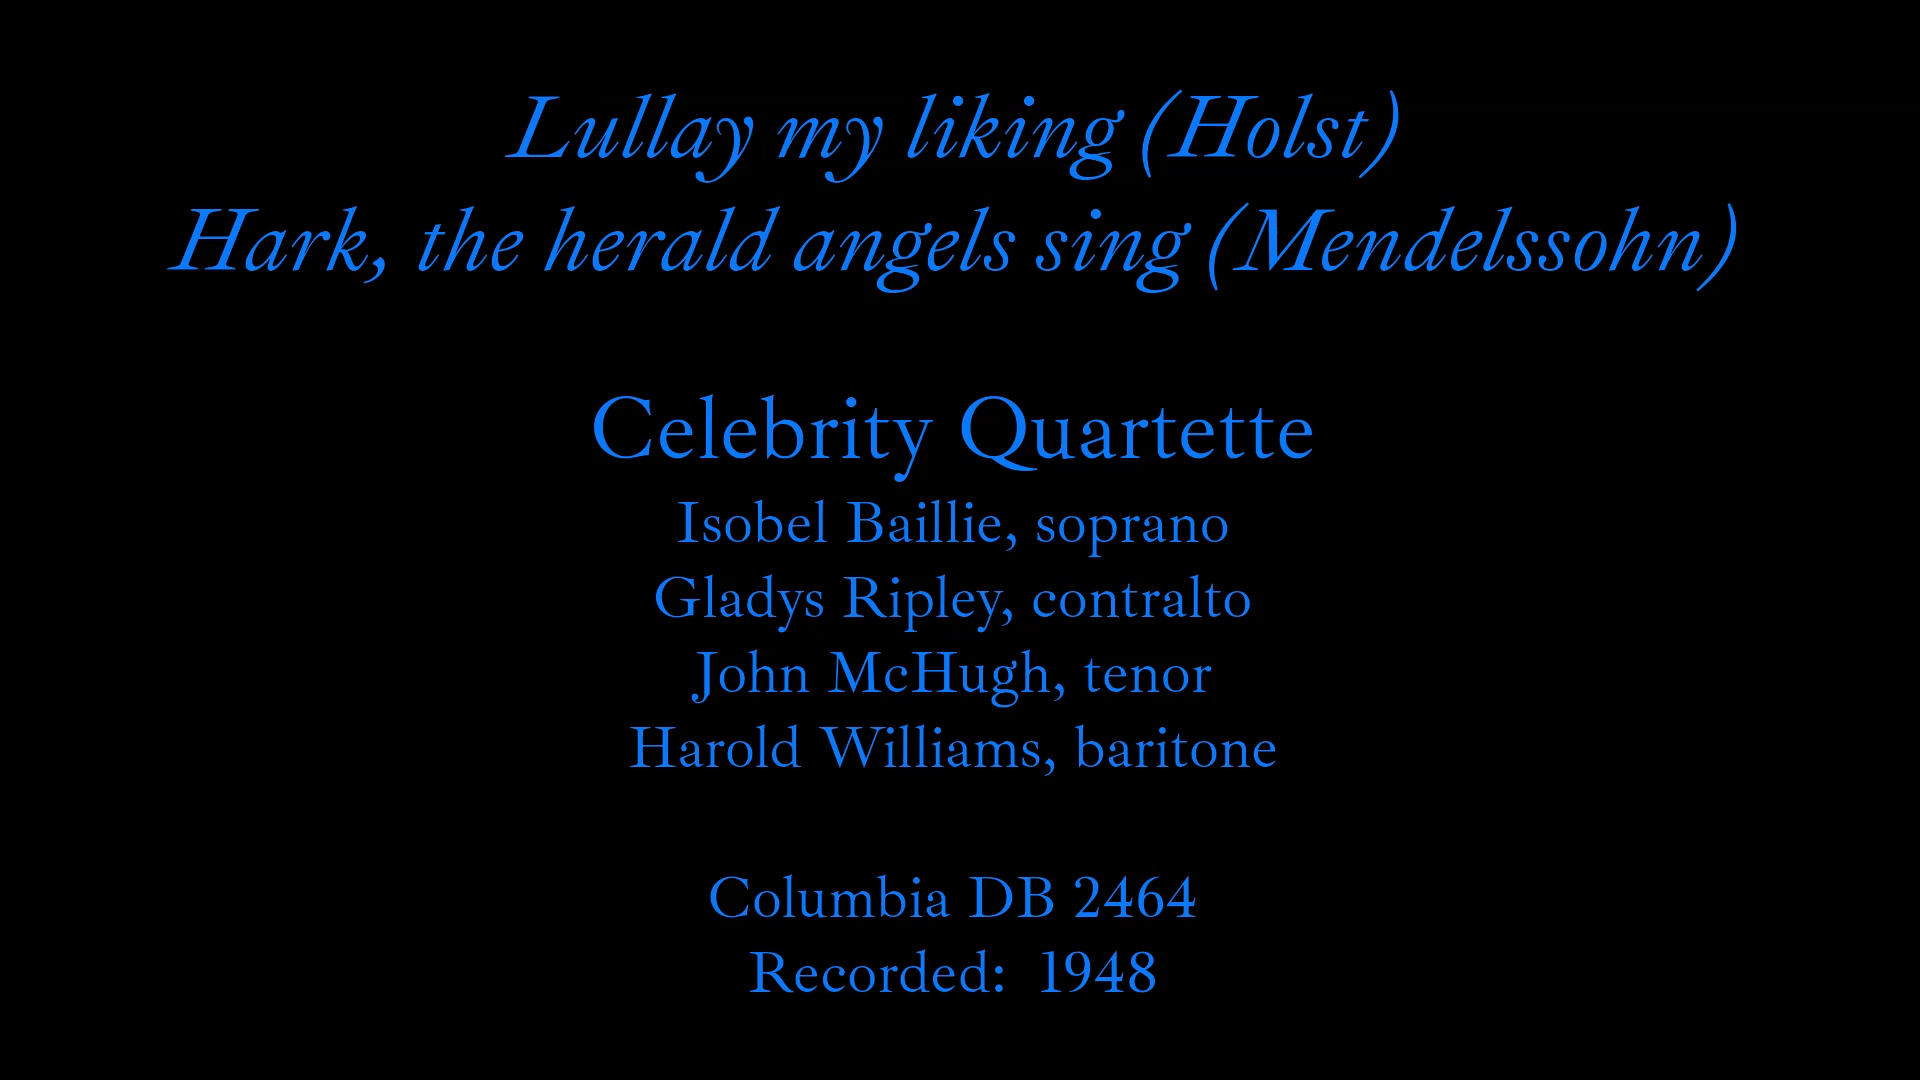 Lullay my liking (Holst)
Hark, the herald angels sing (Mendelssohn)
Celebrity Quartette
Isobel Baillie, soprano
Gladys Ripley, contralto
John McHugh, tenor
Harold Williams, baritone
Columbia DB 2464
Recorded: 1948